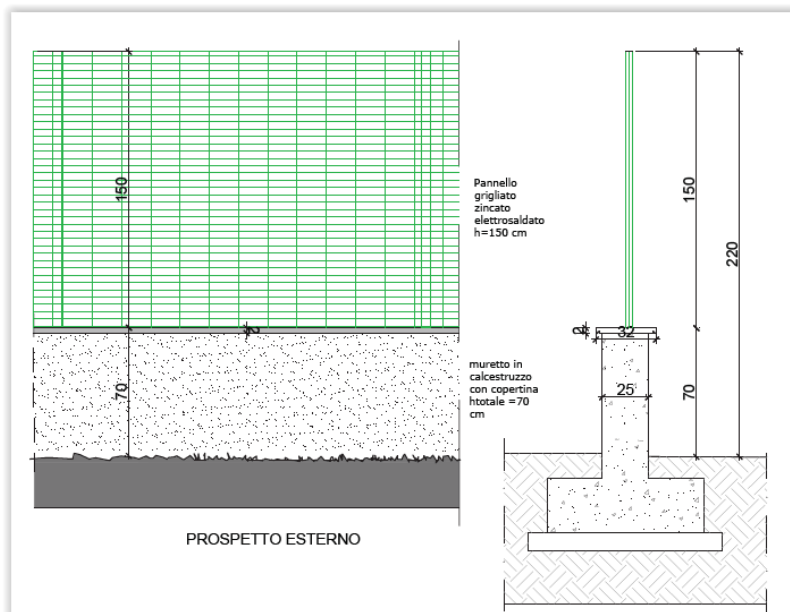 150
2
70
PROSPETTO ESTERNO
Pannello
grigliato
zincato
elettrosaldato
h=150 cm
muretto in
calcestruzzo
con copertina
htotale =70
cm
150
220
2
32
25
70